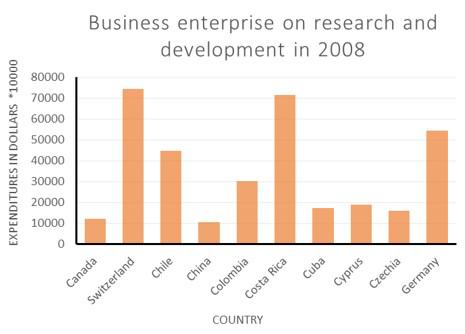 Business enterprise on research and
development in 2008
EXPENDITURES IN DOLLARS *10000
80000
70000
60000
50000
40000
30000
20000
10000
0
Canada
Switzerland
Chile
China
Colombia
Costa Rica
Cuba
Cyprus
Czechia
Germany
COUNTRY